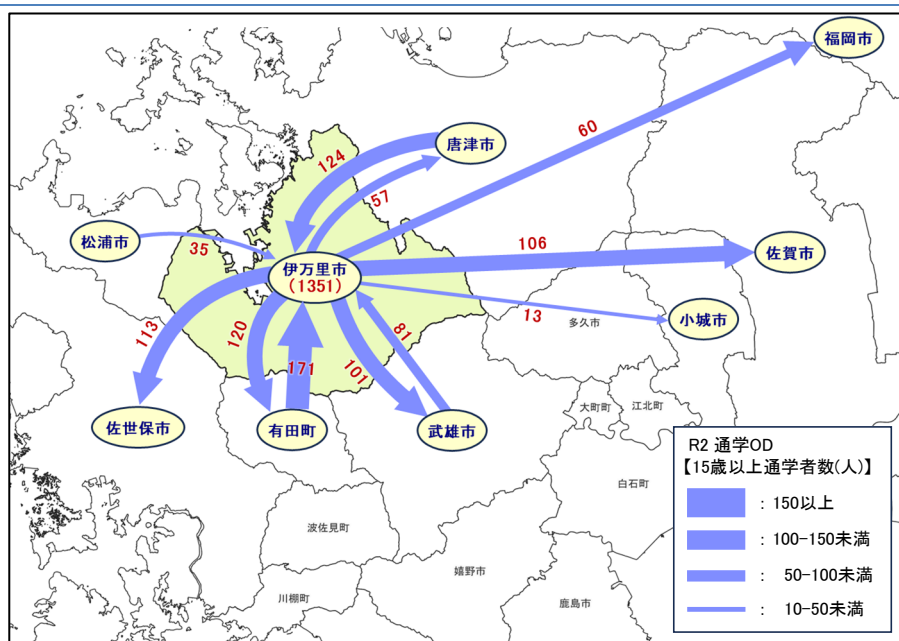 福岡市
60
唐津市
124
57
松浦市
35
伊万里市
(1351)
106
佐賀市
13
小城市
多久市
113
120
171
101
81
佐世保市
有田町
武雄市
大町町
江北町
白石町
波佐見町
嬉野市
川棚町
鹿島市
R2 通学OD
【15歳以上通学者数(人)】
：150以上
：100-150未満
： 50-100未満
： 10-50未満